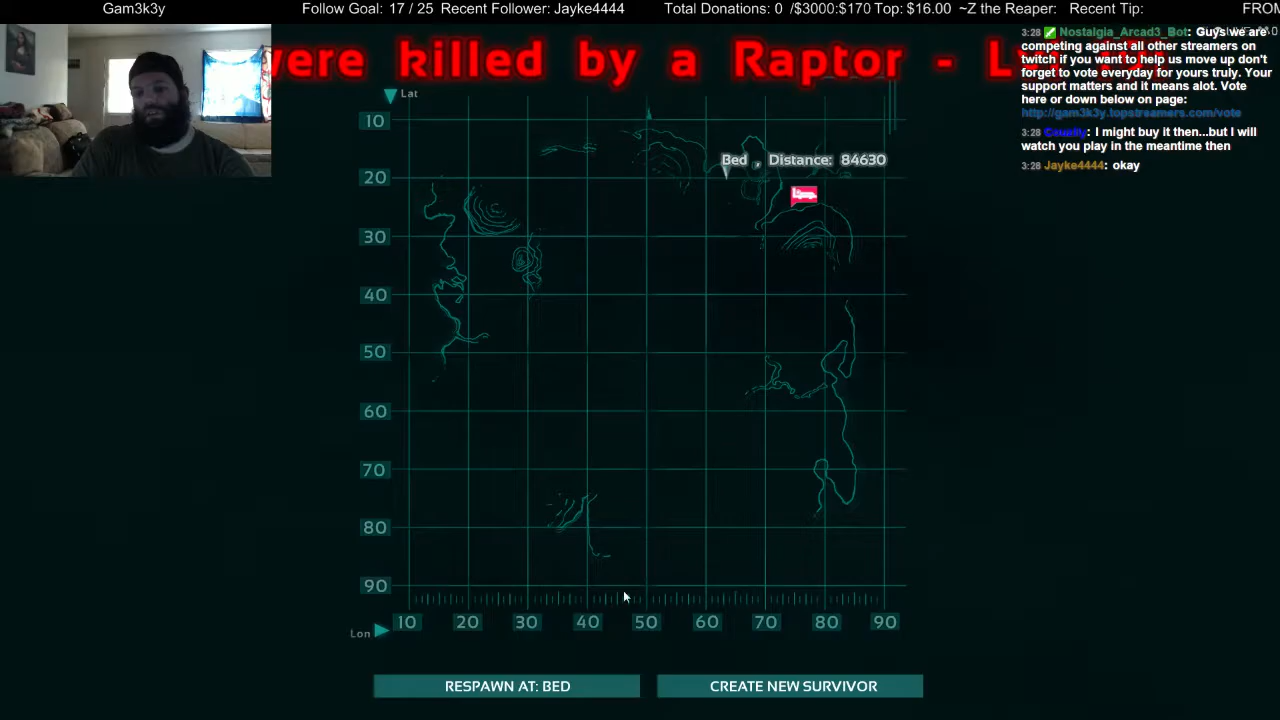 Gam3k3y
Follow Goal: 17 / 25 Recent Follower: Jayke4444
Total Donations: 0 /$3000:$170 Top: $16.00 ~Z the Reaper: Recent Tip:
FROM
were killed by a Raptor -
3:28 Nostalgia_Arcad3_Bot: Guys we are
competing against all other streamers on
twitch if you want to help us move up don't
forget to vote everyday for yours truly. Your
support matters and it means alot. Vote
here or down below on page:
http://gam3k3y.topstreamers.com/vote
3:28 Csually: I might buy it then...but I will
watch you play in the meantime then
3:28 Jayke4444: okay
Lat
10
20
30
40
50
60
70
80
90
Bed , Distance: 84630
Lon
10 20 30 40 50 60 70 80 90
RESPAWN AT: BED
CREATE NEW SURVIVOR